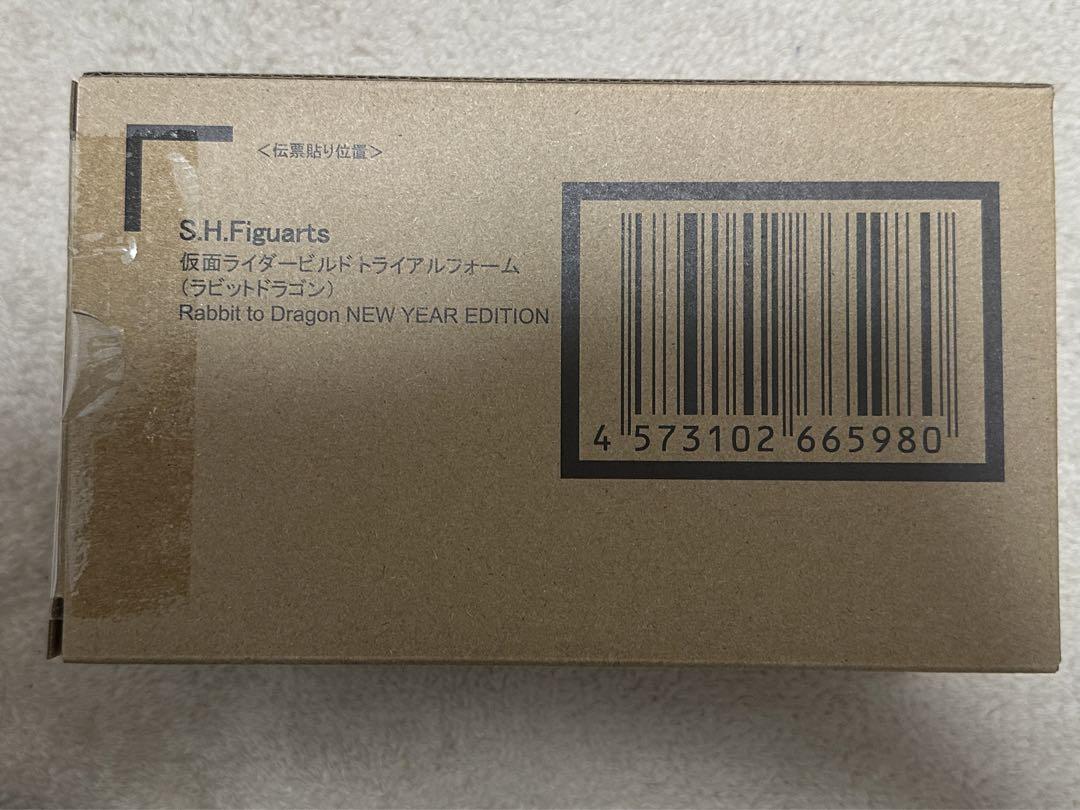 ＜伝票貼り位置＞
S.H.Figuarts
仮面ライダービルド トライアルフォーム
（ラビットドラゴン）
Rabbit to Dragon NEW YEAR EDITION
4 573102 665980